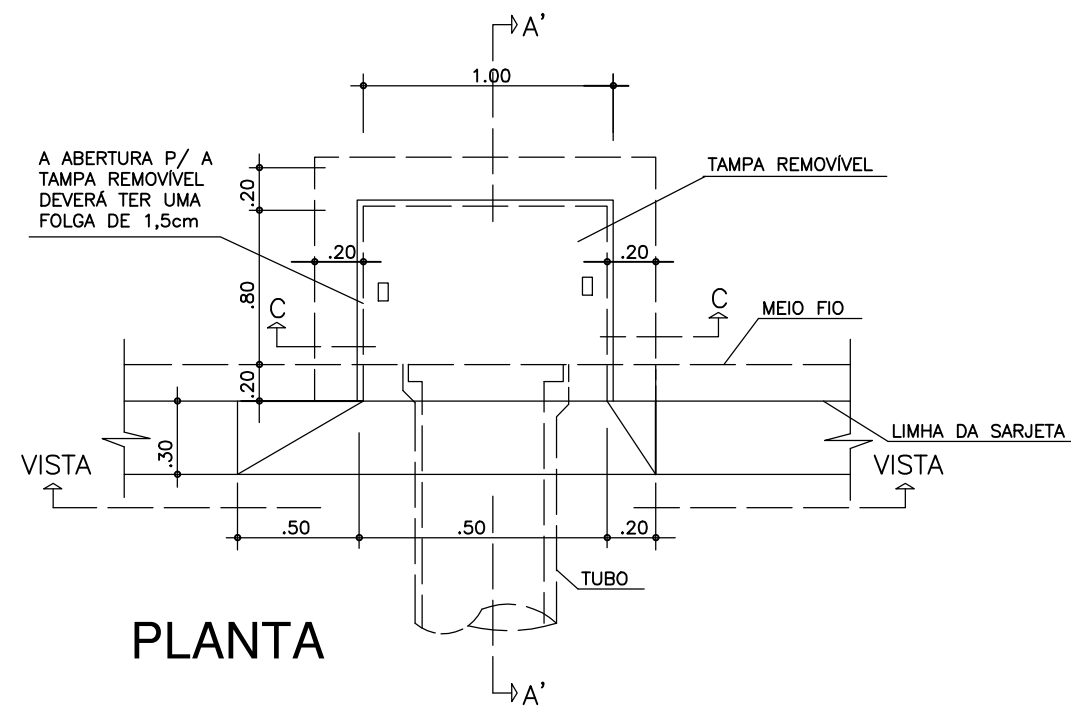 A'
1.00
A ABERTURA P/ A
TAMPA REMOVÍVEL
DEVERÁ TER UMA
FOLGA DE 1,5cm
TAMPA REMOVÍVEL
.20
.20
.20
.80
C
C
MEIO FIO
.20
.30
LIMHA DA SARJETA
VISTA
VISTA
.50
.50
.20
TUBO
PLANTA
A'